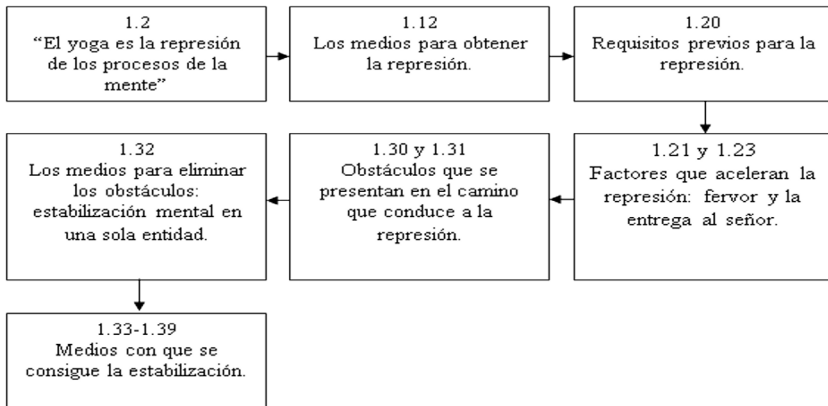 1.2
“El yoga es la represión
de los procesos de la
mente”
1.12
Los medios para obtener
la represión.
1.20
Requisitos previos para la
represión.
1.21 y 1.23
Factores que aceleran la
represión: fervor y la
entrega al señor.
1.30 y 1.31
Obstáculos que se
presentan en el camino
que conduce a la
represión.
1.32
Los medios para eliminar
los obstáculos:
estabilización mental en
una sola entidad.
1.33-1.39
Medios con que se
consigue la estabilización.